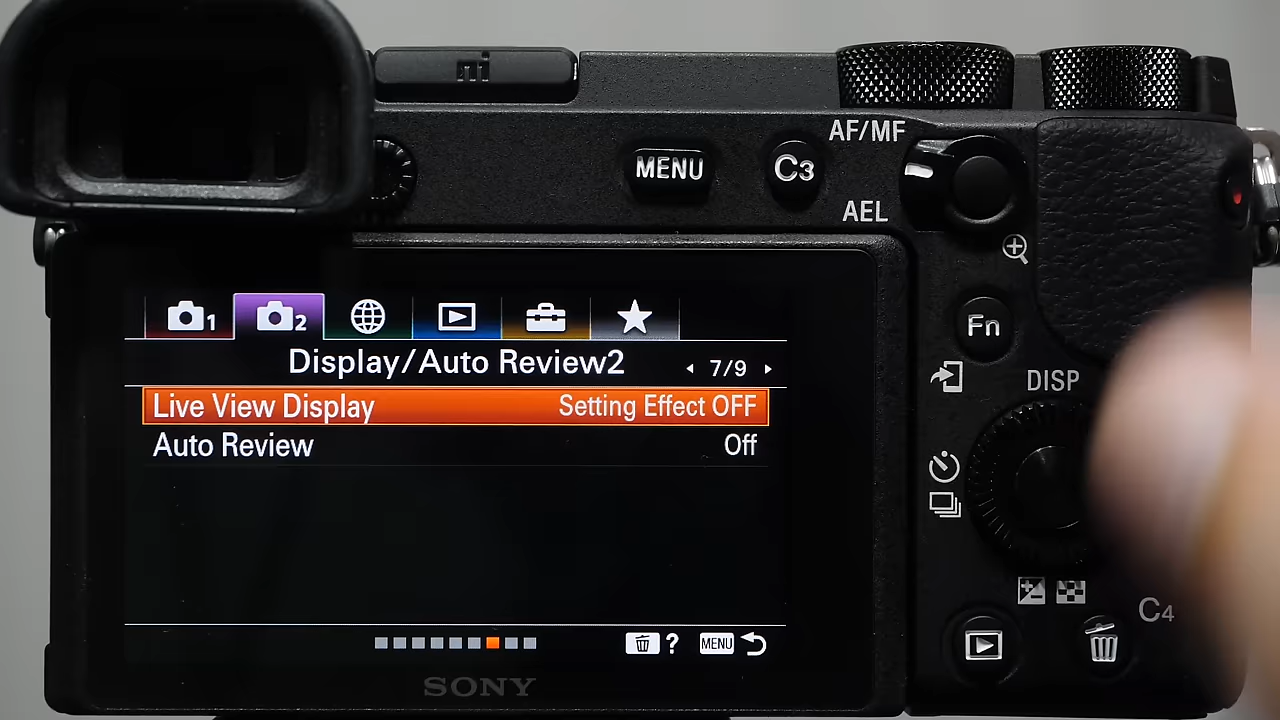 MENU
C3
AF/MF
AEL
Fn
DISP
1
2
Display/Auto Review2
7/9
Live View Display Setting Effect OFF
Auto Review Off
? MENU
C4
SONY